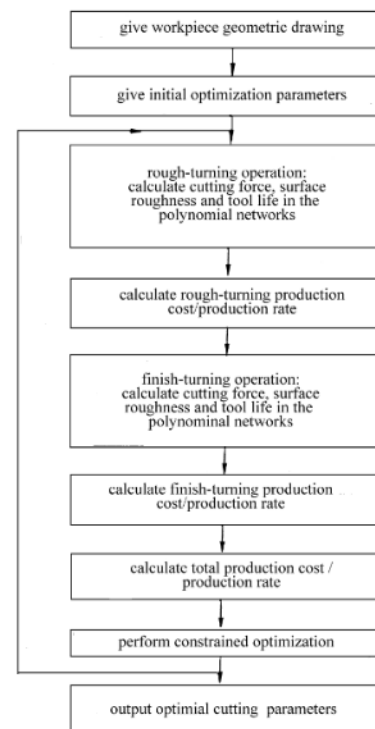 give workpiece geometric drawing
give initial optimization parameters
rough-turning operation:
calculate cutting force, surface
roughness and tool life in the
polynomial networks
calculate rough-turning production
cost/production rate
finish-turning operation:
calculate cutting force, surface
roughness and tool life in the
polynominal networks
calculate finish-turning production
cost/production rate
calculate total production cost /
production rate
perform constrained optimization
output optimial cutting parameters